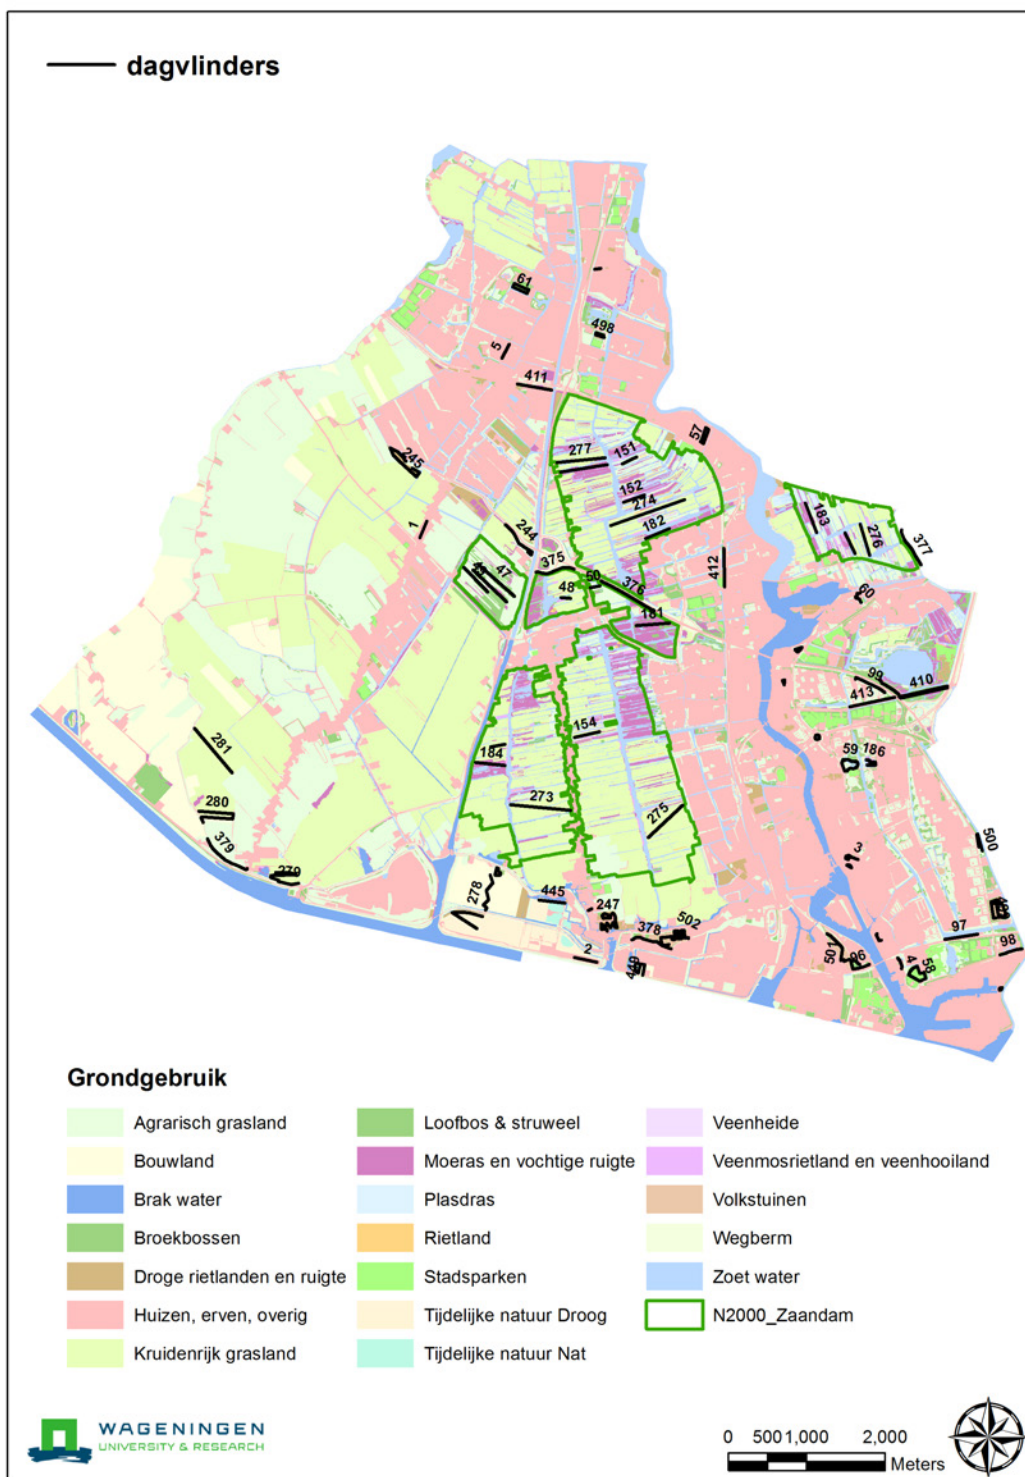 dagvlinders
61
498
5
411
57
245
277
151
152
274
182
183
276
377
1
244
375
412
47
50
376
48
181
60
99
410
413
281
154
184
59
186
280
273
275
379
279
3
500
278
445
247
378
502
97
98
501
96
4
58
449
2
Grondgebruik
Agrarisch grasland
Bouwland
Brak water
Broekbossen
Droge rietlanden en ruigte
Huizen, erven, overig
Kruidenrijk grasland
Loofbos & struweel
Moeras en vochtige ruigte
Plasdras
Rietland
Stadsparken
Tijdelijke natuur Droog
Tijdelijke natuur Nat
Veenheide
Veenmosrietland en veenhooiland
Volkstuinen
Wegberm
Zoet water
N2000_Zaandam
WAGENINGEN
UNIVERSITY & RESEARCH
0 500 1,000 2,000
Meters